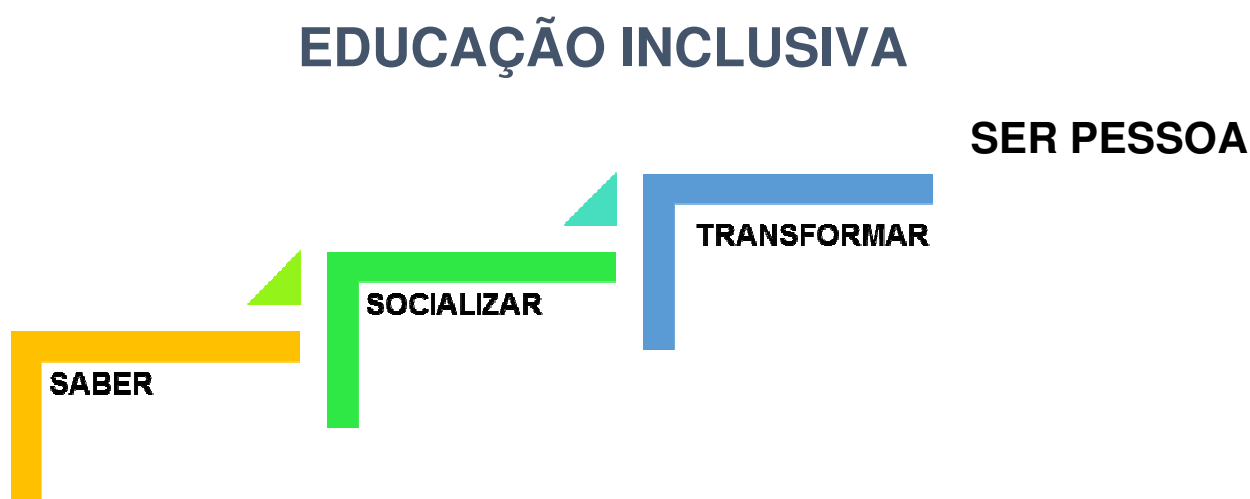 EDUCAÇÃO INCLUSIVA
SER PESSOA
TRANSFORMAR
SOCIALIZAR
SABER